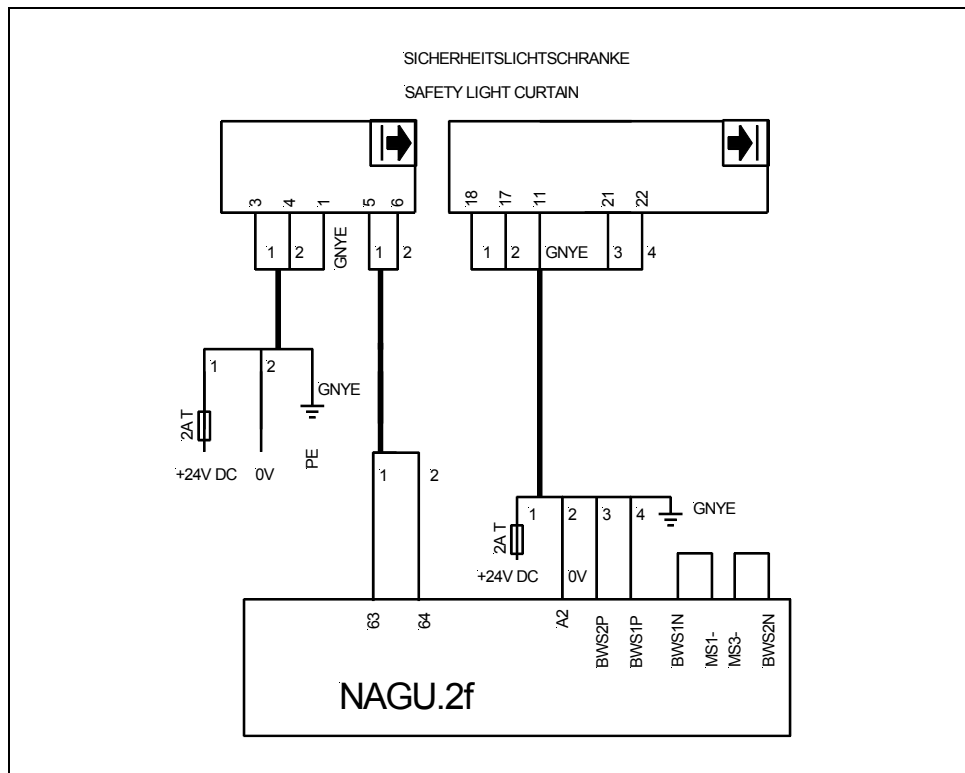 SICHERHEITSLICHTSCHRANKE
SAFETY LIGHT CURTAIN
3 4 1 5 6 18 17 11 21 22
1 2 GNYE 1 2 1 2 GNYE 3 4
1 2 GNYE
2A T
+24V DC 0V PE
1 2
1 2 3 4 GNYE
2A T
+24V DC 0V
63 64 A2 BWS2P BWS1P BWS1N MS1- MS3- BWS2N
NAGU.2f